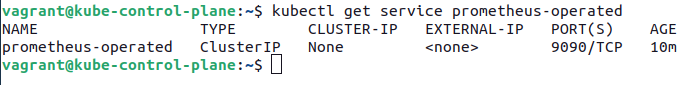 vagrant@kube-control-plane:~$ kubectl get service prometheus-operated
NAME                  TYPE        CLUSTER-IP   EXTERNAL-IP   PORT(S)    AGE
prometheus-operated   ClusterIP   None         <none>        9090/TCP   10m
vagrant@kube-control-plane:~$